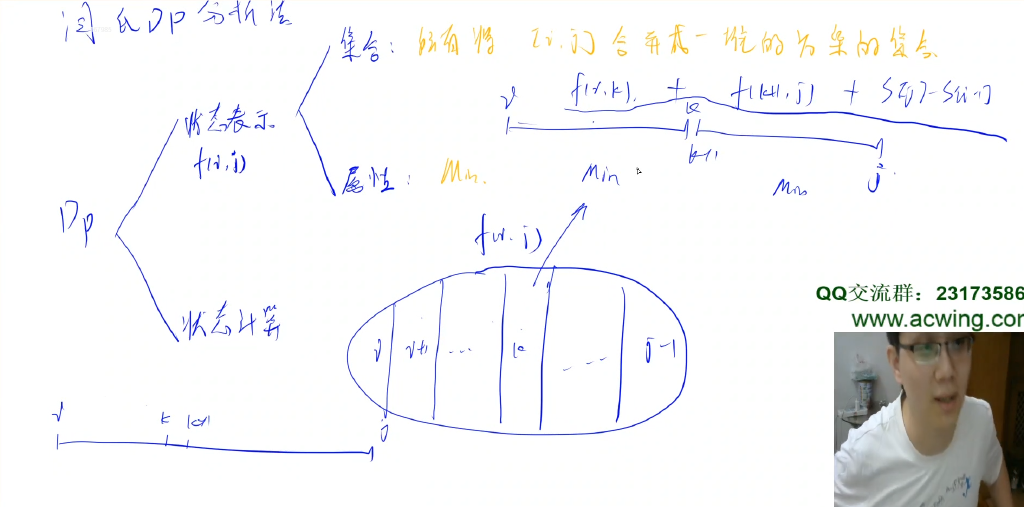 闫氏DP分析法
集合: 所有将 [i,j] 合并成一堆的方案的集合
f(i,k) + f(k+1,j) + S[j]-S[i-1]
i
k
k+1
j
状态表示
f(i,j)
属性: Min.
Min
Min
Dp
f(i,j)
状态计算
i
i+1
...
k
...
j-1
i
k
k+1
j
QQ交流群：23173586
www.acwing.com